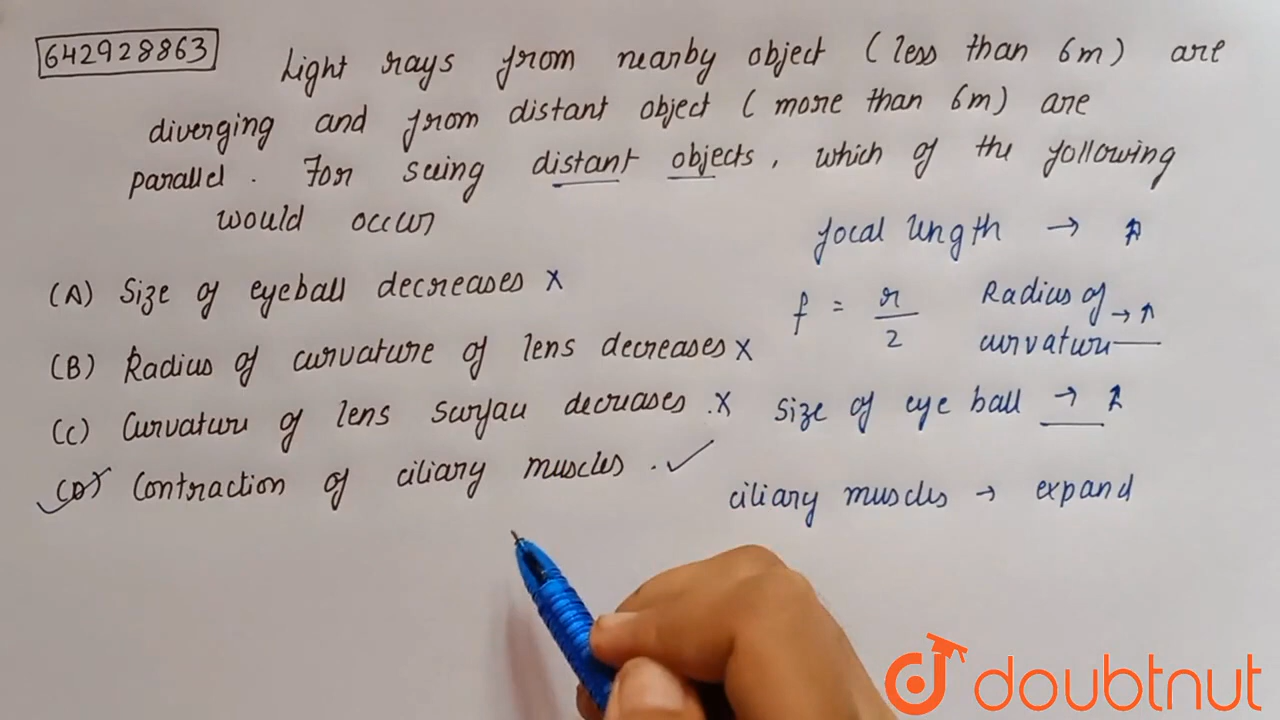 642928863
Light rays from nearby object (less than 6m) are
diverging and from distant object (more than 6m) are
parallel. For seing distant objects, which of the following
would occur
(A) Size of eyeball decreases x
(B) Radius of curvature of lens decreases x
(C) Curvature of lens surface decreases. x
(D) Contraction of ciliary muscles. ✓
focal length → ↑
f = r/2 Radius of → ↑
curvature
Size of eye ball → ↑
ciliary muscles → expand
doubtnut